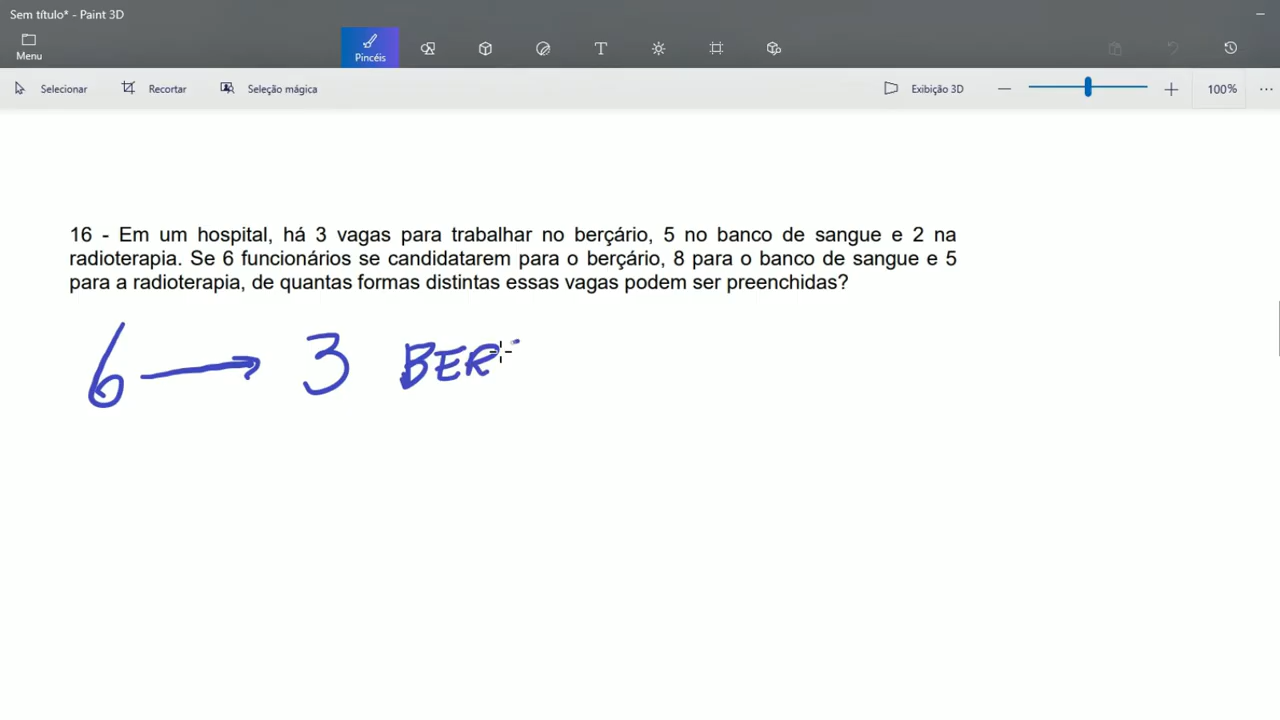 Sem título* - Paint 3D
Menu
Pincéis
Selecionar Recortar Seleção mágica Exibição 3D 100%
16 - Em um hospital, há 3 vagas para trabalhar no berçário, 5 no banco de sangue e 2 na
radioterapia. Se 6 funcionários se candidatarem para o berçário, 8 para o banco de sangue e 5
para a radioterapia, de quantas formas distintas essas vagas podem ser preenchidas?
6 → 3 BER